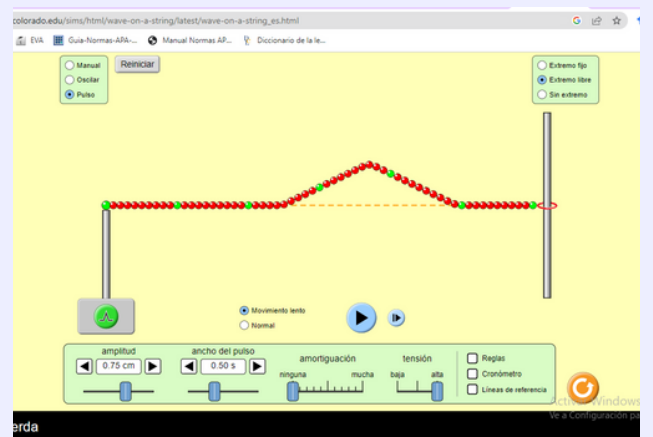 colorado.edu/sims/html/wave-on-a-string/latest/wave-on-a-string_es.html
EVA Guia-Normas-APA-... Manual Normas AP... Diccionario de la le...
Manual
Oscilar
Pulso
Reiniciar
Extremo fijo
Extremo libre
Sin extremo
Movimiento lento
Normal
amplitud
0.75 cm
ancho del pulso
0.50 s
amortiguación
ninguna mucha
tensión
baja alta
Reglas
Cronómetro
Líneas de referencia
Activar Windows
Ve a Configuración pa
erda